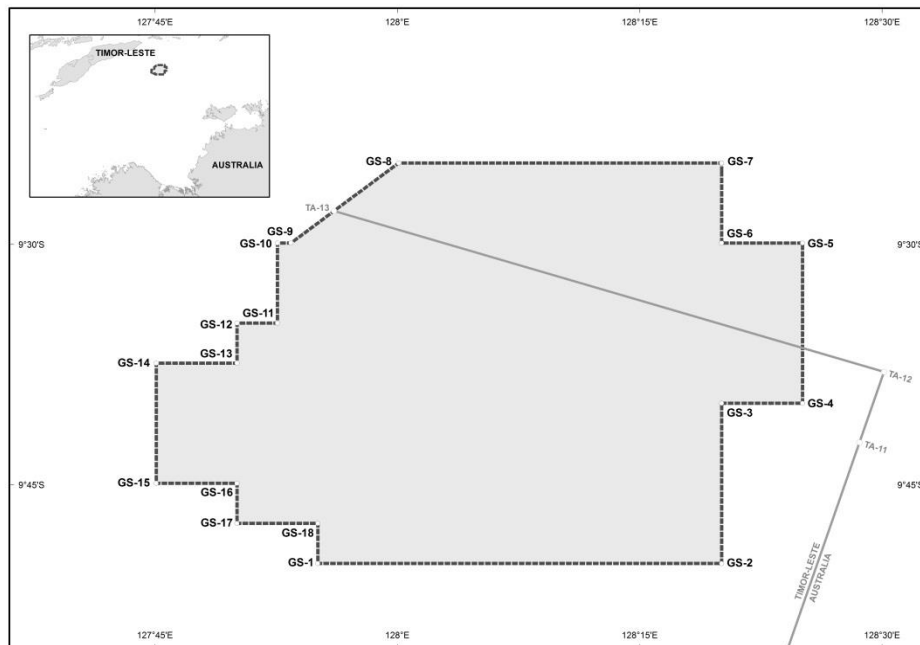 127°45'E 128°E 128°15'E 128°30'E
TIMOR-LESTE
AUSTRALIA
GS-8
GS-7
TA-13
GS-9
GS-6
9°30'S
GS-10
GS-5
9°30'S
GS-11
GS-12
GS-13
GS-14
TA-12
GS-3
GS-4
TA-11
9°45'S
GS-15
GS-16
9°45'S
GS-17
GS-18
GS-1
GS-2
TIMOR-LESTE
AUSTRALIA
127°45'E 128°E 128°15'E 128°30'E